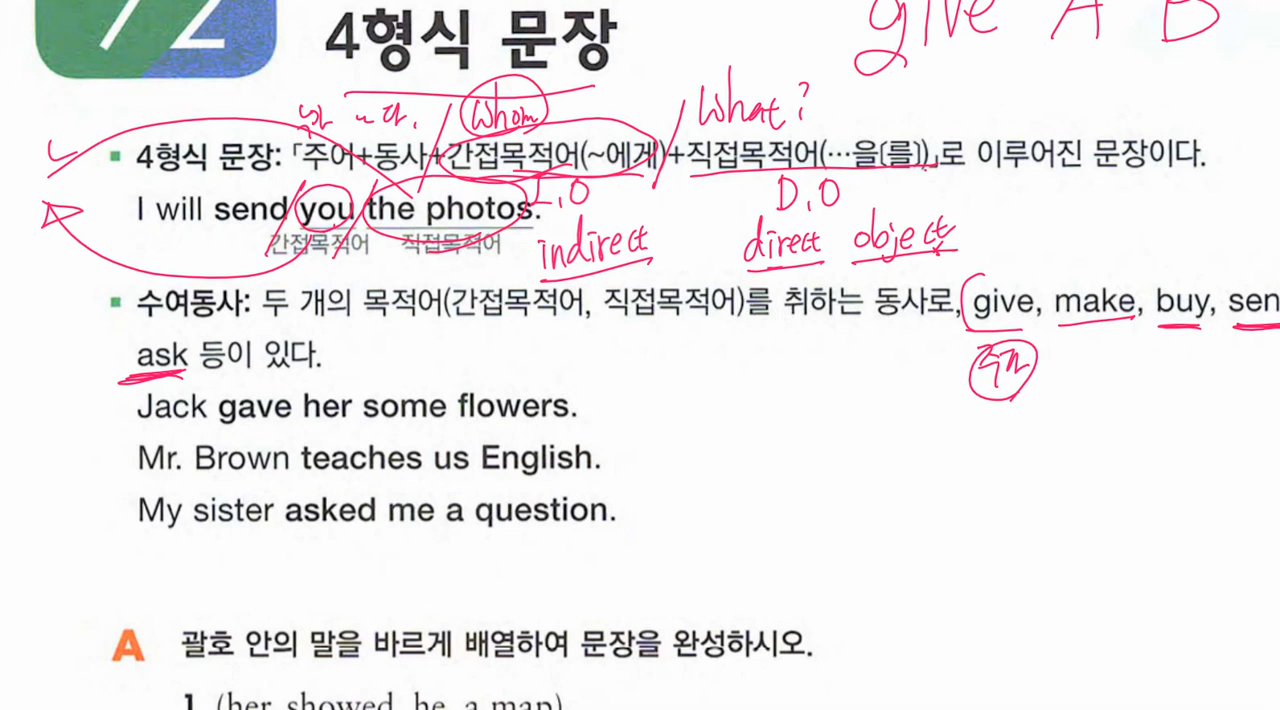 72
4형식 문장
give A B
whom
What?
4형식 문장: 「주어+동사+간접목적어(~에게)+직접목적어(…을[를])」로 이루어진 문장이다.
I.O
D.O
I will send you the photos.
간접목적어 직접목적어
indirect
direct object
수여동사: 두 개의 목적어(간접목적어, 직접목적어)를 취하는 동사로, give, make, buy, sen
ask 등이 있다.
Jack gave her some flowers.
Mr. Brown teaches us English.
My sister asked me a question.
A 괄호 안의 말을 바르게 배열하여 문장을 완성하시오.
1 (her showed he a map)